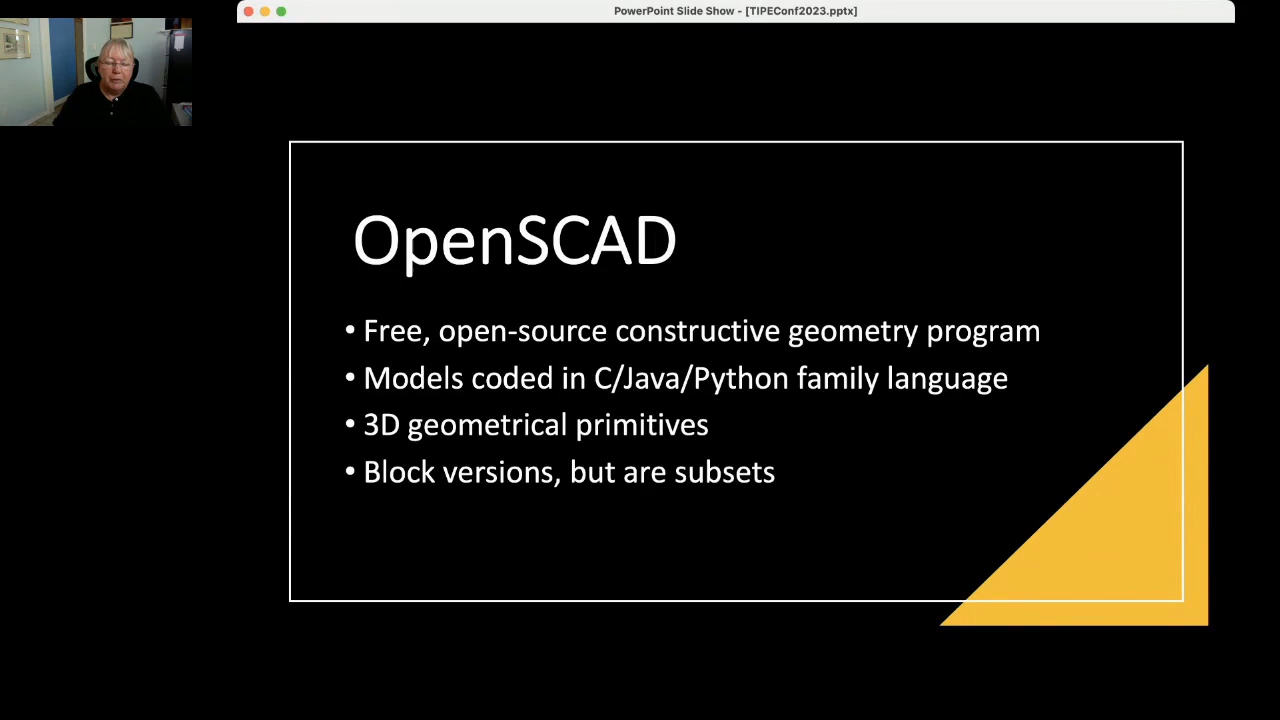 PowerPoint Slide Show - [TIPEConf2023.pptx]
OpenSCAD
• Free, open-source constructive geometry program
• Models coded in C/Java/Python family language
• 3D geometrical primitives
• Block versions, but are subsets